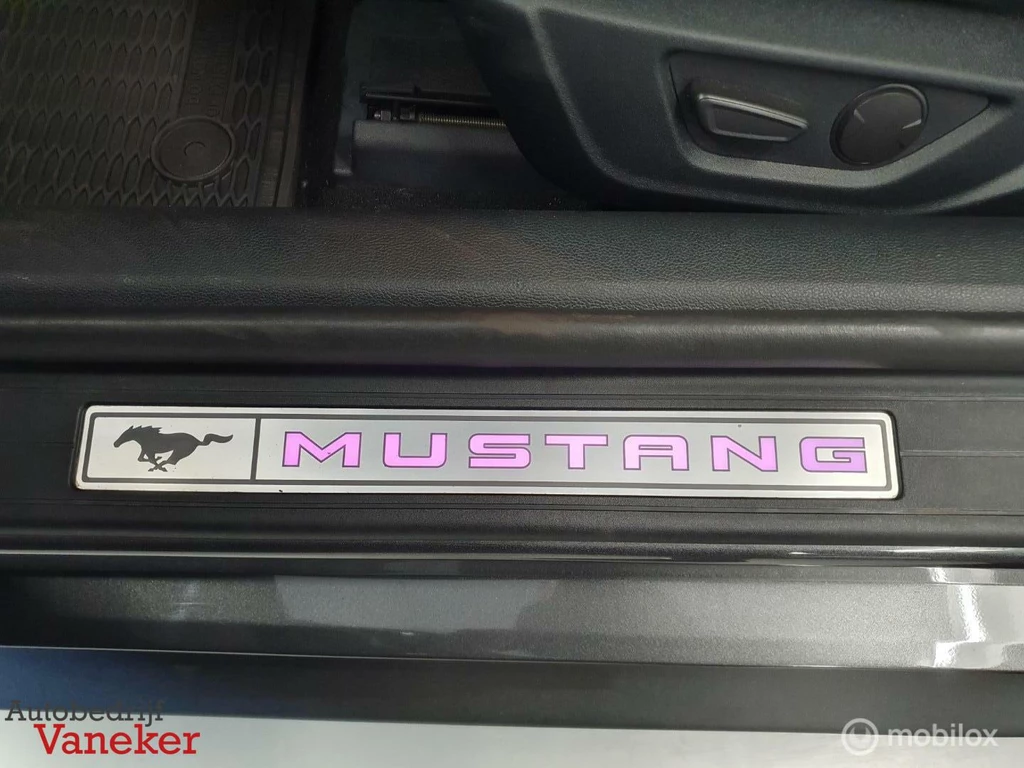 MUSTANG
Autobedrijf
Vaneker
mobilox